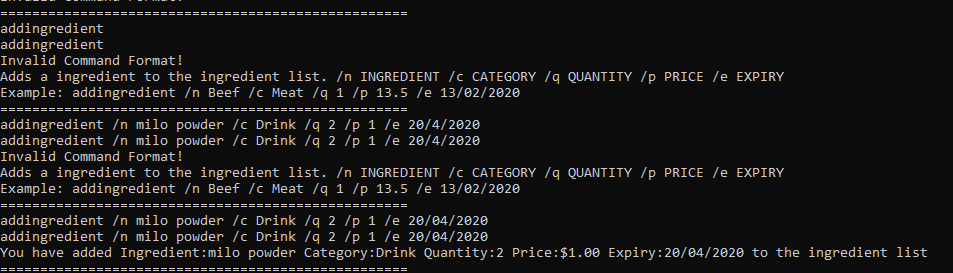 Invalid Command Format!
==================================================
addingredient
addingredient
Invalid Command Format!
Adds a ingredient to the ingredient list. /n INGREDIENT /c CATEGORY /q QUANTITY /p PRICE /e EXPIRY
Example: addingredient /n Beef /c Meat /q 1 /p 13.5 /e 13/02/2020
==================================================
addingredient /n milo powder /c Drink /q 2 /p 1 /e 20/4/2020
addingredient /n milo powder /c Drink /q 2 /p 1 /e 20/4/2020
Invalid Command Format!
Adds a ingredient to the ingredient list. /n INGREDIENT /c CATEGORY /q QUANTITY /p PRICE /e EXPIRY
Example: addingredient /n Beef /c Meat /q 1 /p 13.5 /e 13/02/2020
==================================================
addingredient /n milo powder /c Drink /q 2 /p 1 /e 20/04/2020
addingredient /n milo powder /c Drink /q 2 /p 1 /e 20/04/2020
You have added Ingredient:milo powder Category:Drink Quantity:2 Price:$1.00 Expiry:20/04/2020 to the ingredient list
==================================================